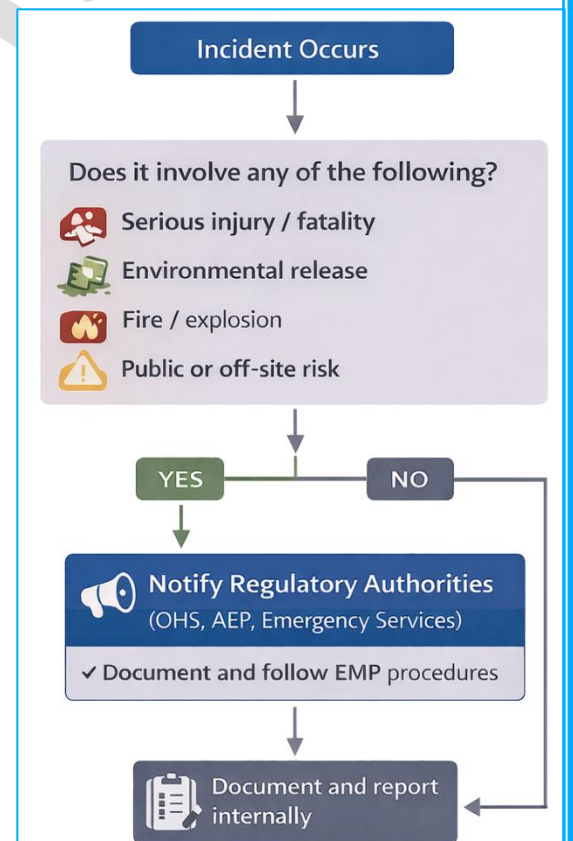 Incident Occurs
Does it involve any of the following?
Serious injury / fatality
Environmental release
Fire / explosion
Public or off-site risk
YES
NO
Notify Regulatory Authorities
(OHS, AEP, Emergency Services)
✓ Document and follow EMP procedures
Document and report
internally